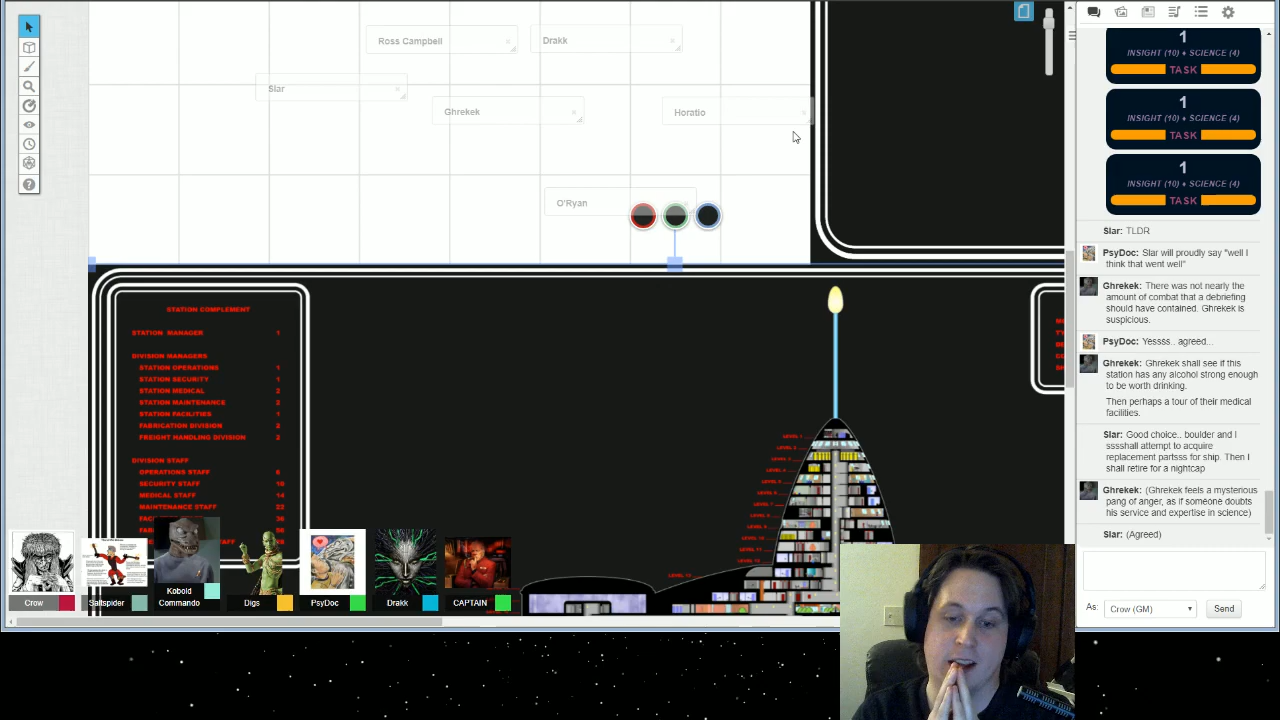 Ross Campbell
Drakk
Slar
Ghrekek
Horatio
O'Ryan
STATION COMPLEMENT
STATION MANAGER 1
DIVISION MANAGERS
STATION OPERATIONS 1
STATION SECURITY 1
STATION MEDICAL 2
STATION MAINTENANCE 2
STATION FACILITIES 1
FABRICATION DIVISION 2
FREIGHT HANDLING DIVISION 2
DIVISION STAFF
OPERATIONS STAFF 6
SECURITY STAFF 10
MEDICAL STAFF 14
MAINTENANCE STAFF 22
LEVEL 1
Crow
Saltspider
Kobold
Commando
Digs
PsyDoc
Drakk
CAPTAIN
1
INSIGHT (10) ♦ SCIENCE (4)
TASK
1
INSIGHT (10) ♦ SCIENCE (4)
TASK
1
INSIGHT (10) ♦ SCIENCE (4)
TASK
Slar: TLDR
PsyDoc: Slar will proudly say "well I
think that went well"
Ghrekek: There was not nearly the
amount of combat that a debriefing
should have contained. Ghrekek is
suspicious.
PsyDoc: Yessss.. agreed...
Ghrekek: Ghrekek shall see if this
station has any alcohol strong enough
to be worth drinking.
Then perhaps a tour of their medical
facilities.
Slar: Good choice.. boulder and I
sssshall attempt to acquire
replacement partsss for ship. Then I
shall retire for a nightcap
Ghrekek: (Ghrekek feels a mysterious
pang of anger, as if someone doubts
his service and expertise in science)
Slar: (Agreed)
As: Crow (GM) Send